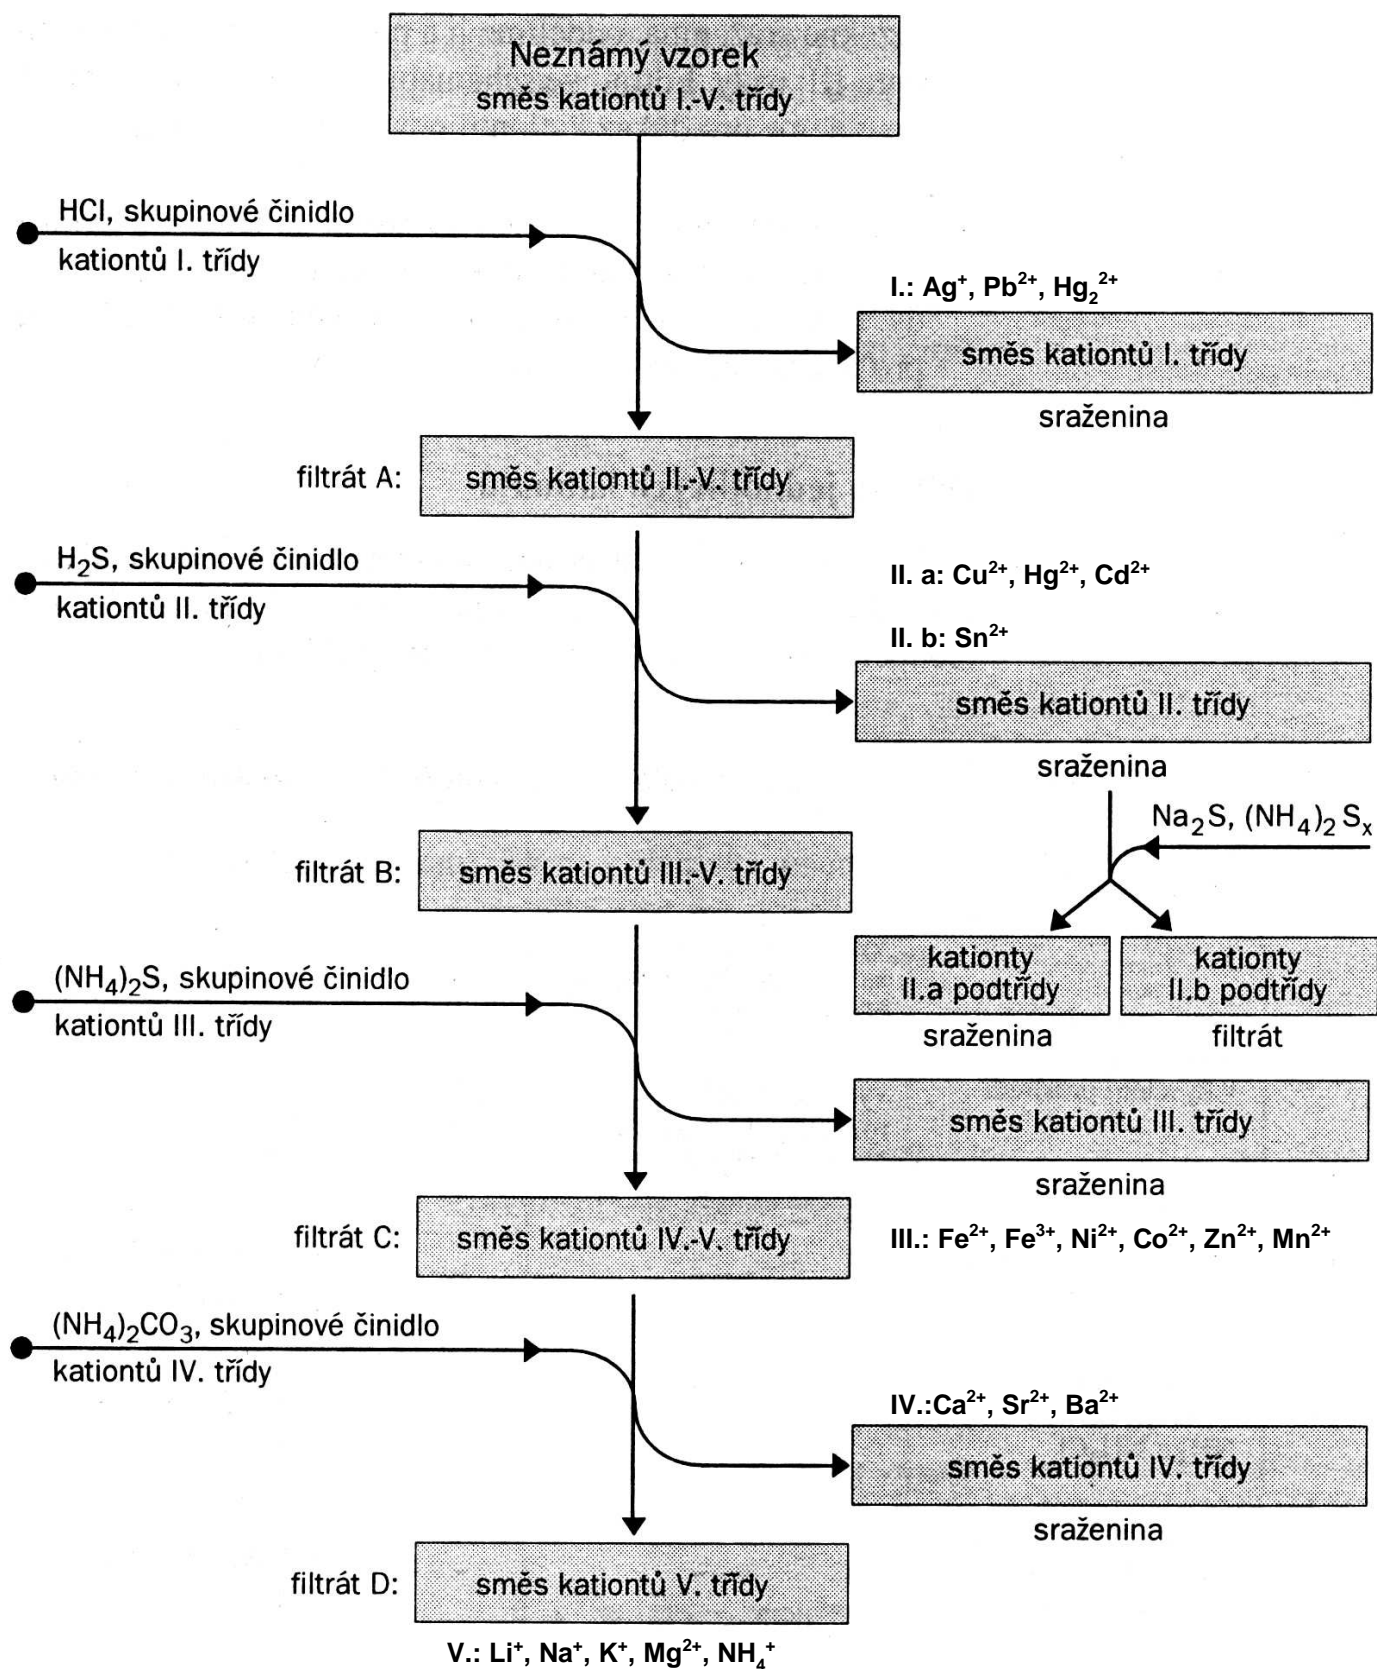 Neznámý vzorek
směs kationtů I.-V. třídy
HCl, skupinové činidlo
kationtů I. třídy
I.: Ag⁺, Pb²⁺, Hg₂²⁺
směs kationtů I. třídy
sraženina
filtrát A:
směs kationtů II.-V. třídy
H₂S, skupinové činidlo
kationtů II. třídy
II. a: Cu²⁺, Hg²⁺, Cd²⁺
II. b: Sn²⁺
směs kationtů II. třídy
sraženina
Na₂S, (NH₄)₂Sₓ
filtrát B:
směs kationtů III.-V. třídy
kationty
II.a podtřídy
sraženina
kationty
II.b podtřídy
filtrát
(NH₄)₂S, skupinové činidlo
kationtů III. třídy
směs kationtů III. třídy
sraženina
filtrát C:
směs kationtů IV.-V. třídy
III.: Fe²⁺, Fe³⁺, Ni²⁺, Co²⁺, Zn²⁺, Mn²⁺
(NH₄)₂CO₃, skupinové činidlo
kationtů IV. třídy
IV.:Ca²⁺, Sr²⁺, Ba²⁺
směs kationtů IV. třídy
sraženina
filtrát D:
směs kationtů V. třídy
V.: Li⁺, Na⁺, K⁺, Mg²⁺, NH₄⁺